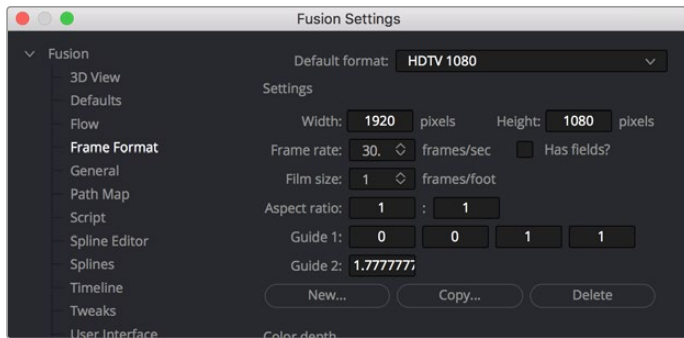 Fusion Settings
Fusion
3D View
Defaults
Flow
Frame Format
General
Path Map
Script
Spline Editor
Splines
Timeline
Tweaks
User Interface
Default format: HDTV 1080
Settings
Width: 1920 pixels Height: 1080 pixels
Frame rate: 30. frames/sec Has fields?
Film size: 1 frames/foot
Aspect ratio: 1 : 1
Guide 1: 0 0 1 1
Guide 2: 1.7777777
New... Copy... Delete
Color depth